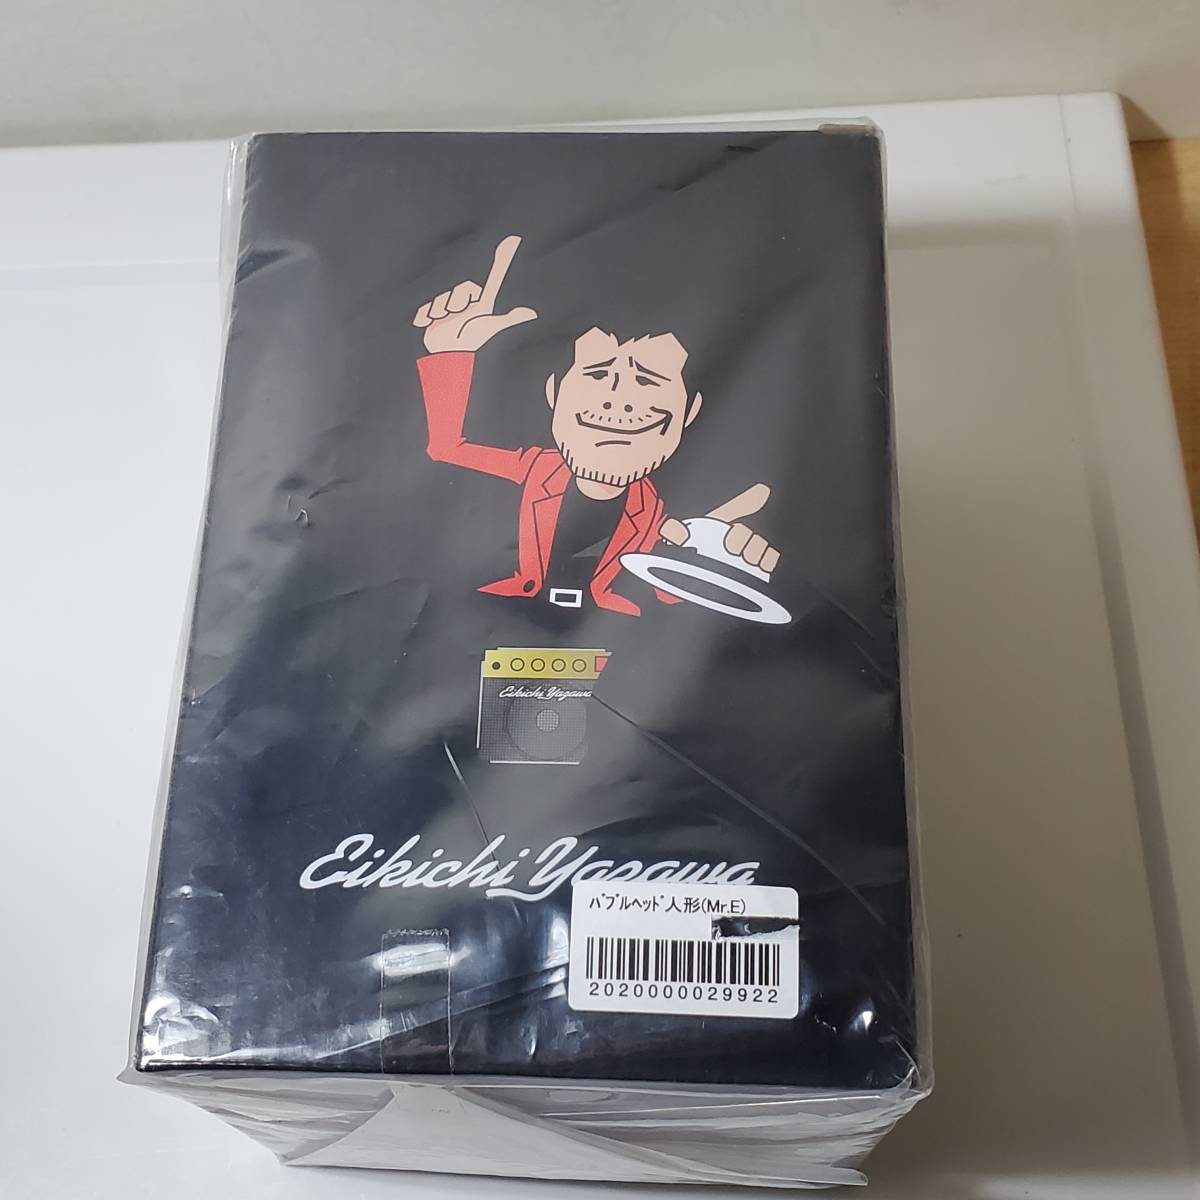 Eikichi Yazawa
Eikichi Yazawa
ﾊﾞﾌﾞﾙﾍｯﾄﾞ人形(Mr.E)
2020000029922